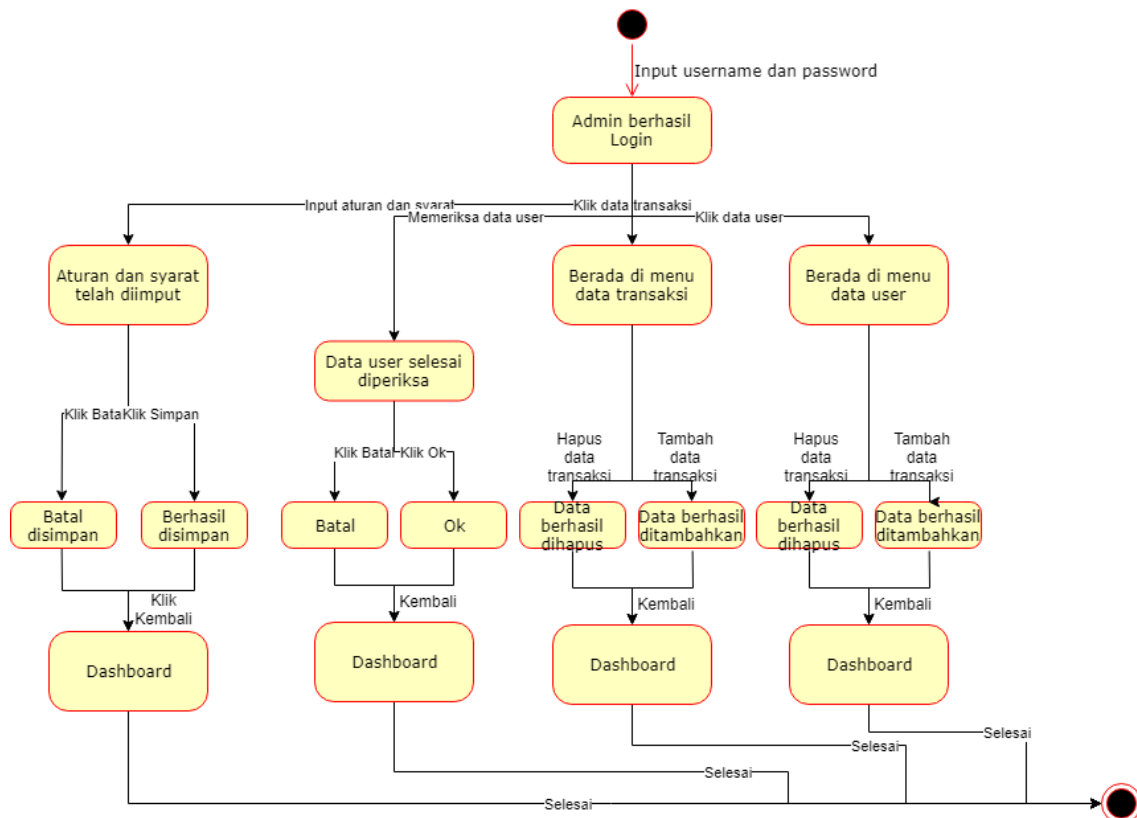 Input username dan password
Admin berhasil
Login
Input aturan dan syarat
Klik data transaksi
Memeriksa data user
Klik data user
Aturan dan syarat
telah diimput
Berada di menu
data transaksi
Berada di menu
data user
Data user selesai
diperiksa
Klik Batal
Klik Simpan
Klik Batal
Klik Ok
Hapus
data
transaksi
Tambah
data
transaksi
Hapus
data
transaksi
Tambah
data
transaksi
Batal
disimpan
Berhasil
disimpan
Batal
Ok
Data
berhasil
dihapus
Data berhasil
ditambahkan
Data
berhasil
dihapus
Data berhasil
ditambahkan
Klik
Kembali
Kembali
Kembali
Kembali
Dashboard
Dashboard
Dashboard
Dashboard
Selesai
Selesai
Selesai
Selesai